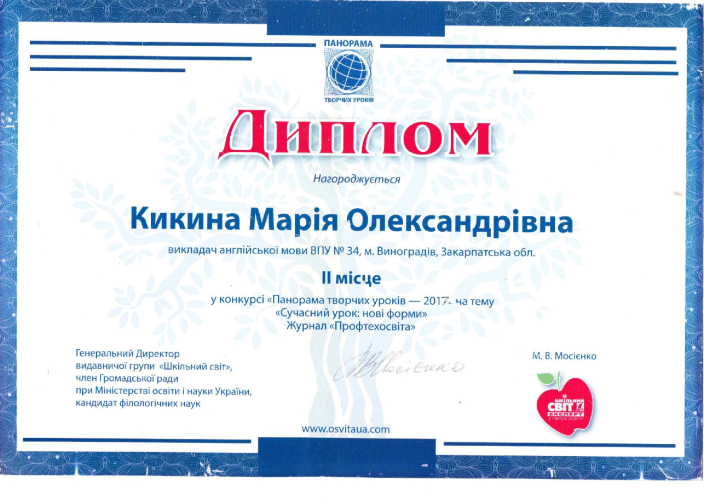 ПАНОРАМА
ТВОРЧИХ УРОКІВ
Диплом
Нагороджується
Кикина Марія Олександрівна
викладач англійської мови ВПУ № 34, м. Виноградів, Закарпатська обл.
ІІ місце
у конкурсі «Панорама творчих уроків — 2017» на тему
«Сучасний урок: нові форми»
Журнал «Профтехосвіта»
Генеральний Директор
видавничої групи «Шкільний світ»,
член Громадської ради
при Міністерстві освіти і науки України,
кандидат філологічних наук
М. В. Мосієнко
ШКІЛЬНИЙ
СВІТ
ЕКСПЕРТ
www.osvitaua.com